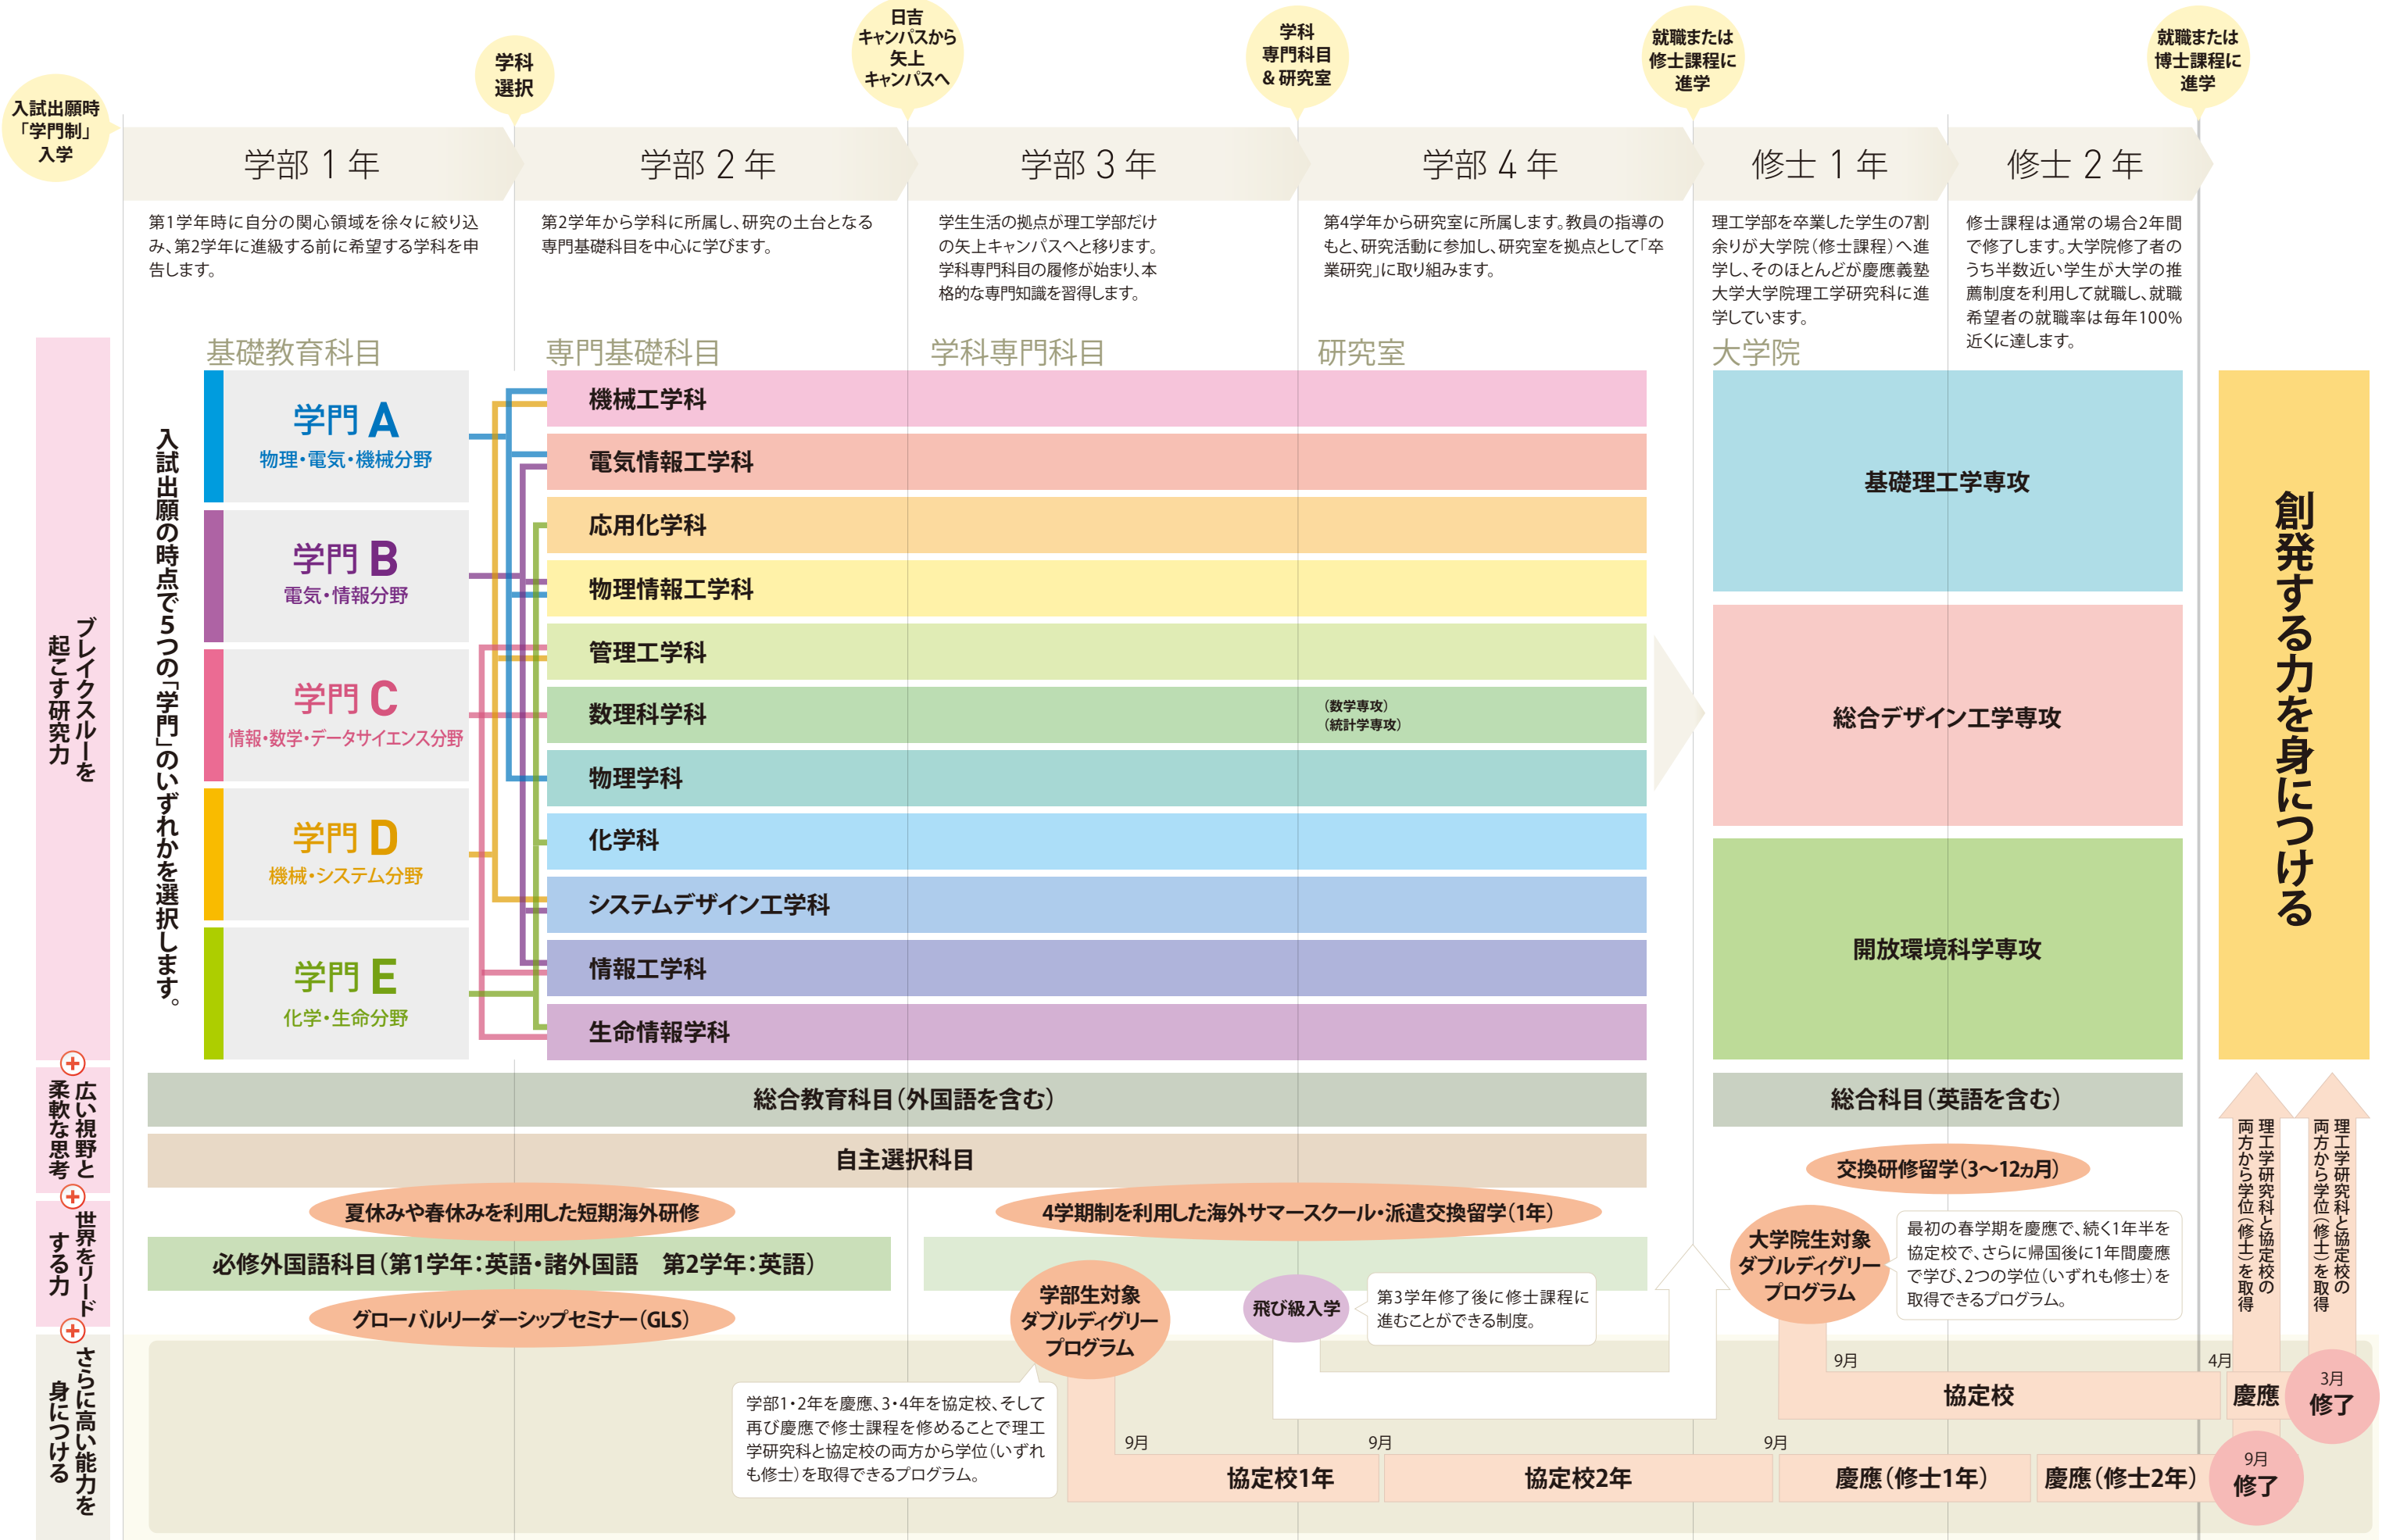 入試出願時
「学門制」
入学
学科
選択
日吉
キャンパスから
矢上
キャンパスへ
学科
専門科目
& 研究室
就職または
修士課程に
進学
就職または
博士課程に
進学
学部 1 年
学部 2 年
学部 3 年
学部 4 年
修士 1 年
修士 2 年
第1学年時に自分の関心領域を徐々に絞り込
み、第2学年に進級する前に希望する学科を申
告します。
第2学年から学科に所属し、研究の土台となる
専門基礎科目を中心に学びます。
学生生活の拠点が理工学部だけ
の矢上キャンパスへと移ります。
学科専門科目の履修が始まり、本
格的な専門知識を習得します。
第4学年から研究室に所属します。教員の指導の
もと、研究活動に参加し、研究室を拠点として「卒
業研究」に取り組みます。
理工学部を卒業した学生の7割
余りが大学院（修士課程）へ進
学し、そのほとんどが慶應義塾
大学大学院理工学研究科に進
学しています。
修士課程は通常の場合2年間
で修了します。大学院修了者の
うち半数近い学生が大学の推
薦制度を利用して就職し、就職
希望者の就職率は毎年100%
近くに達します。
基礎教育科目
専門基礎科目
学科専門科目
研究室
大学院
ブレイクスルーを
起こす研究力
入試出願の時点で5つの「学門」のいずれかを選択します。
学門 A
物理・電気・機械分野
学門 B
電気・情報分野
学門 C
情報・数学・データサイエンス分野
学門 D
機械・システム分野
学門 E
化学・生命分野
機械工学科
電気情報工学科
応用化学科
物理情報工学科
管理工学科
数理科学科
（数学専攻）
（統計学専攻）
物理学科
化学科
システムデザイン工学科
情報工学科
生命情報学科
基礎理工学専攻
総合デザイン工学専攻
開放環境科学専攻
創発する力を身につける
広い視野と
柔軟な思考
総合教育科目（外国語を含む）
総合科目（英語を含む）
自主選択科目
交換研修留学（3〜12ヵ月）
世界をリード
する力
夏休みや春休みを利用した短期海外研修
4学期制を利用した海外サマースクール・派遣交換留学（1年）
必修外国語科目（第1学年：英語・諸外国語　第2学年：英語）
グローバルリーダーシップセミナー（GLS）
学部生対象
ダブルディグリー
プログラム
飛び級入学
第3学年修了後に修士課程に
進むことができる制度。
大学院生対象
ダブルディグリー
プログラム
最初の春学期を慶應で、続く1年半を
協定校で、さらに帰国後に1年間慶應
で学び、2つの学位（いずれも修士）を
取得できるプログラム。
理工学研究科と協定校の
両方から学位（修士）を取得
理工学研究科と協定校の
両方から学位（修士）を取得
さらに高い能力を
身につける
学部1・2年を慶應、3・4年を協定校、そして
再び慶應で修士課程を修めることで理工
学研究科と協定校の両方から学位（いずれ
も修士）を取得できるプログラム。
9月
協定校
4月
慶應
3月
修了
9月
協定校1年
9月
協定校2年
9月
慶應（修士1年）
慶應（修士2年）
9月
修了